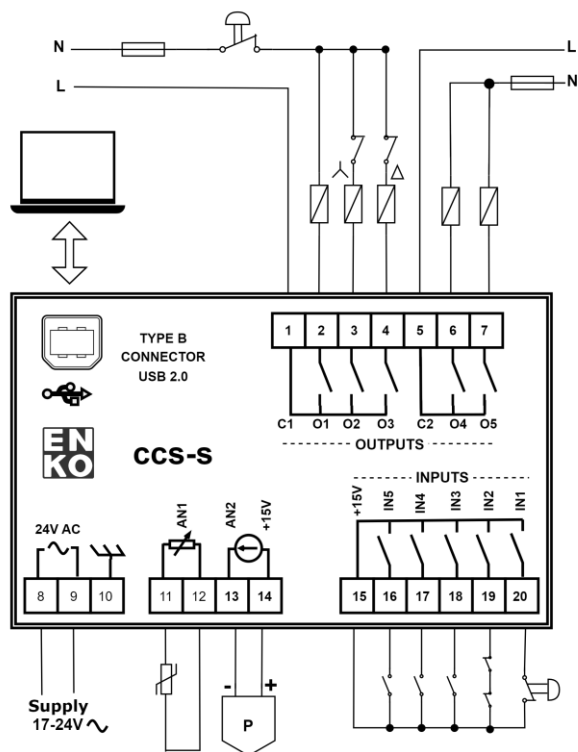 N
L
L
N
Δ
1 2 3 4 5 6 7
TYPE B
CONNECTOR
USB 2.0
C1 O1 O2 O3 C2 O4 O5
OUTPUTS
EN
KO
CCS-S
INPUTS
+15V IN5 IN4 IN3 IN2 IN1
24V AC
AN1
AN2
+15V
8 9 10
11 12 13 14
15 16 17 18 19 20
Supply
17-24V
- +
P